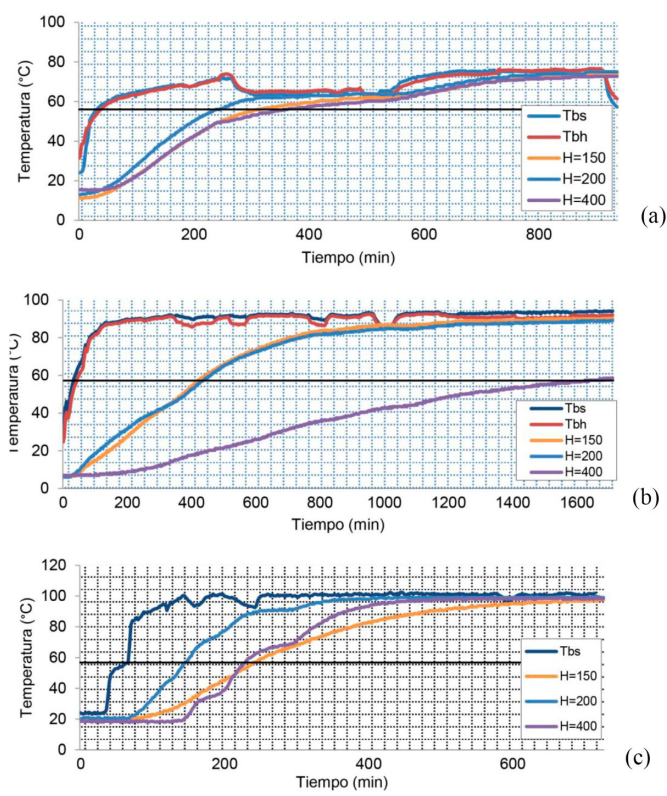 100
80
60
40
20
0
Temperatura (°C)
0 200 400 600 800
Tiempo (min)
Tbs
Tbh
H=150
H=200
H=400
(a)
100
80
60
40
20
0
Temperatura (°C)
0 200 400 600 800 1000 1200 1400 1600
Tiempo (min)
Tbs
Tbh
H=150
H=200
H=400
(b)
120
100
80
60
40
20
0
Temperatura (°C)
0 200 400 600
Tiempo (min)
Tbs
H=150
H=200
H=400
(c)